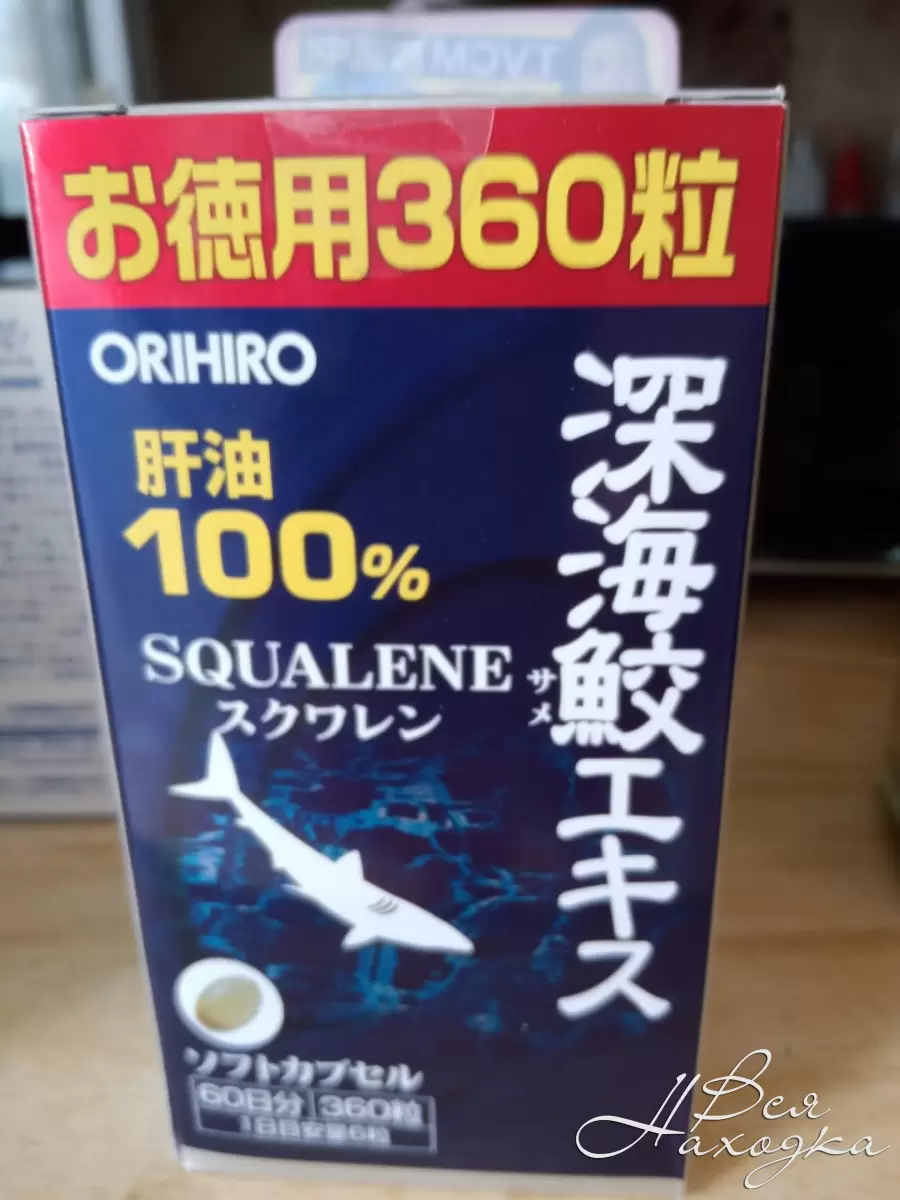 TVCM
お徳用360粒
ORIHIRO
肝油
100%
SQUALENE
スクワレン
深海鮫エキス
サメ
ソフトカプセル
60日分 360粒
1日目安量6粒
Вся
Находка